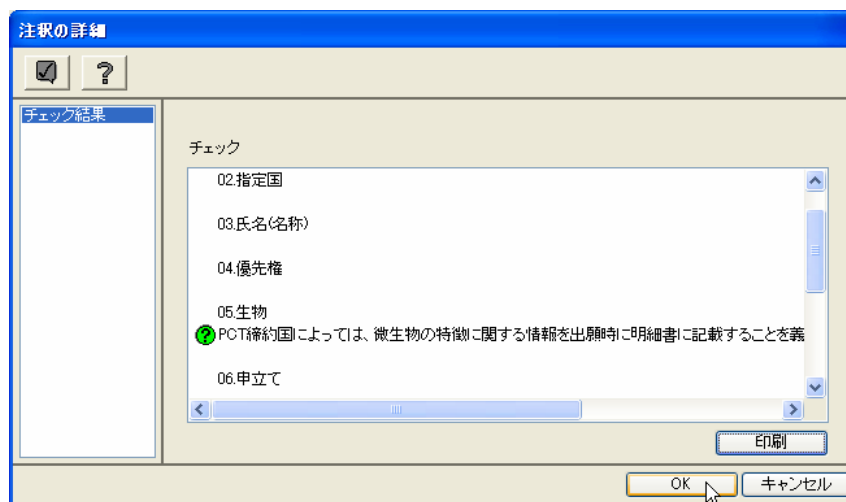 注釈の詳細
チェック結果
チェック
02.指定国
03.氏名(名称)
04.優先権
05.生物
PCT締約国によっては、微生物の特徴に関する情報を出願時に明細書に記載することを義
06.申立て
印刷
OK
キャンセル